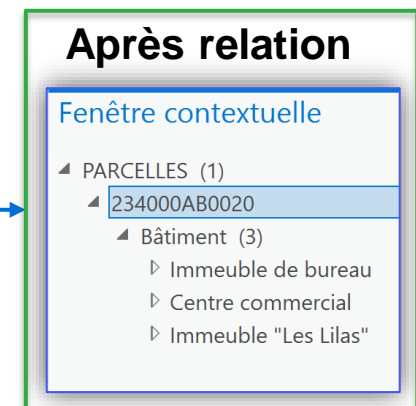 Après relation
Fenêtre contextuelle
PARCELLES (1)
234000AB0020
Bâtiment (3)
Immeuble de bureau
Centre commercial
Immeuble "Les Lilas"